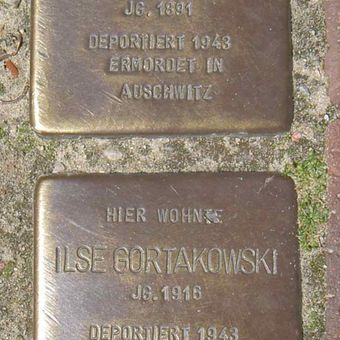 JG. 1891
DEPORTIERT 1943
ERMORDET IN
AUSCHWITZ
HIER WOHNTE
ILSE GORTAKOWSKI
JG. 1916
DEPORTIERT 1943